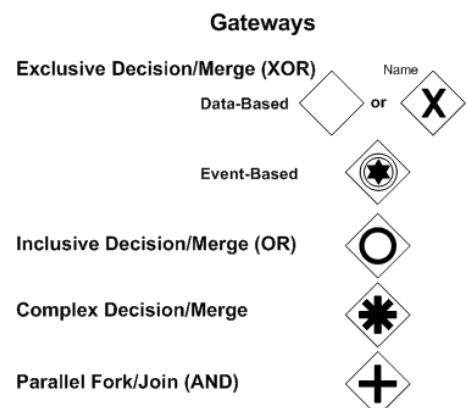 Gateways
Exclusive Decision/Merge (XOR)
Name
Data-Based
or
X
Event-Based
Inclusive Decision/Merge (OR)
Complex Decision/Merge
Parallel Fork/Join (AND)